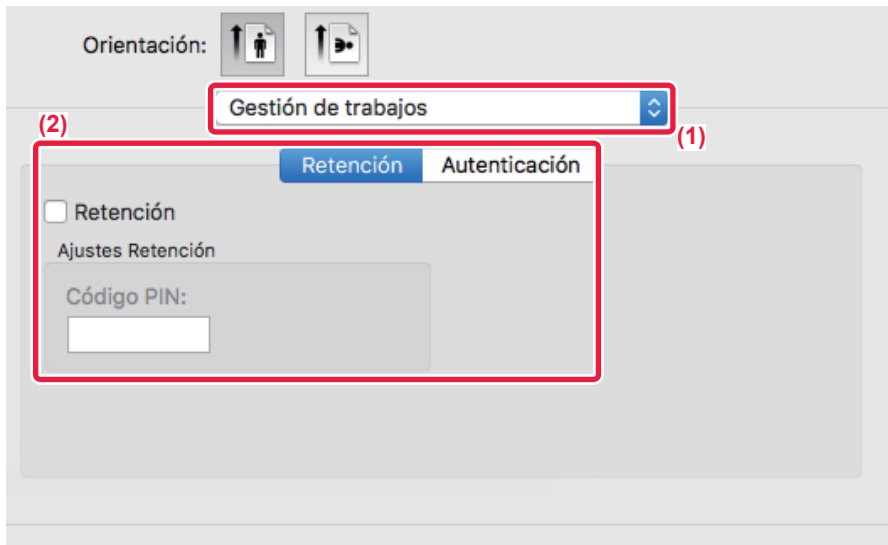 Orientación:
Gestión de trabajos
(1)
(2)
Retención Autenticación
Retención
Ajustes Retención
Código PIN: